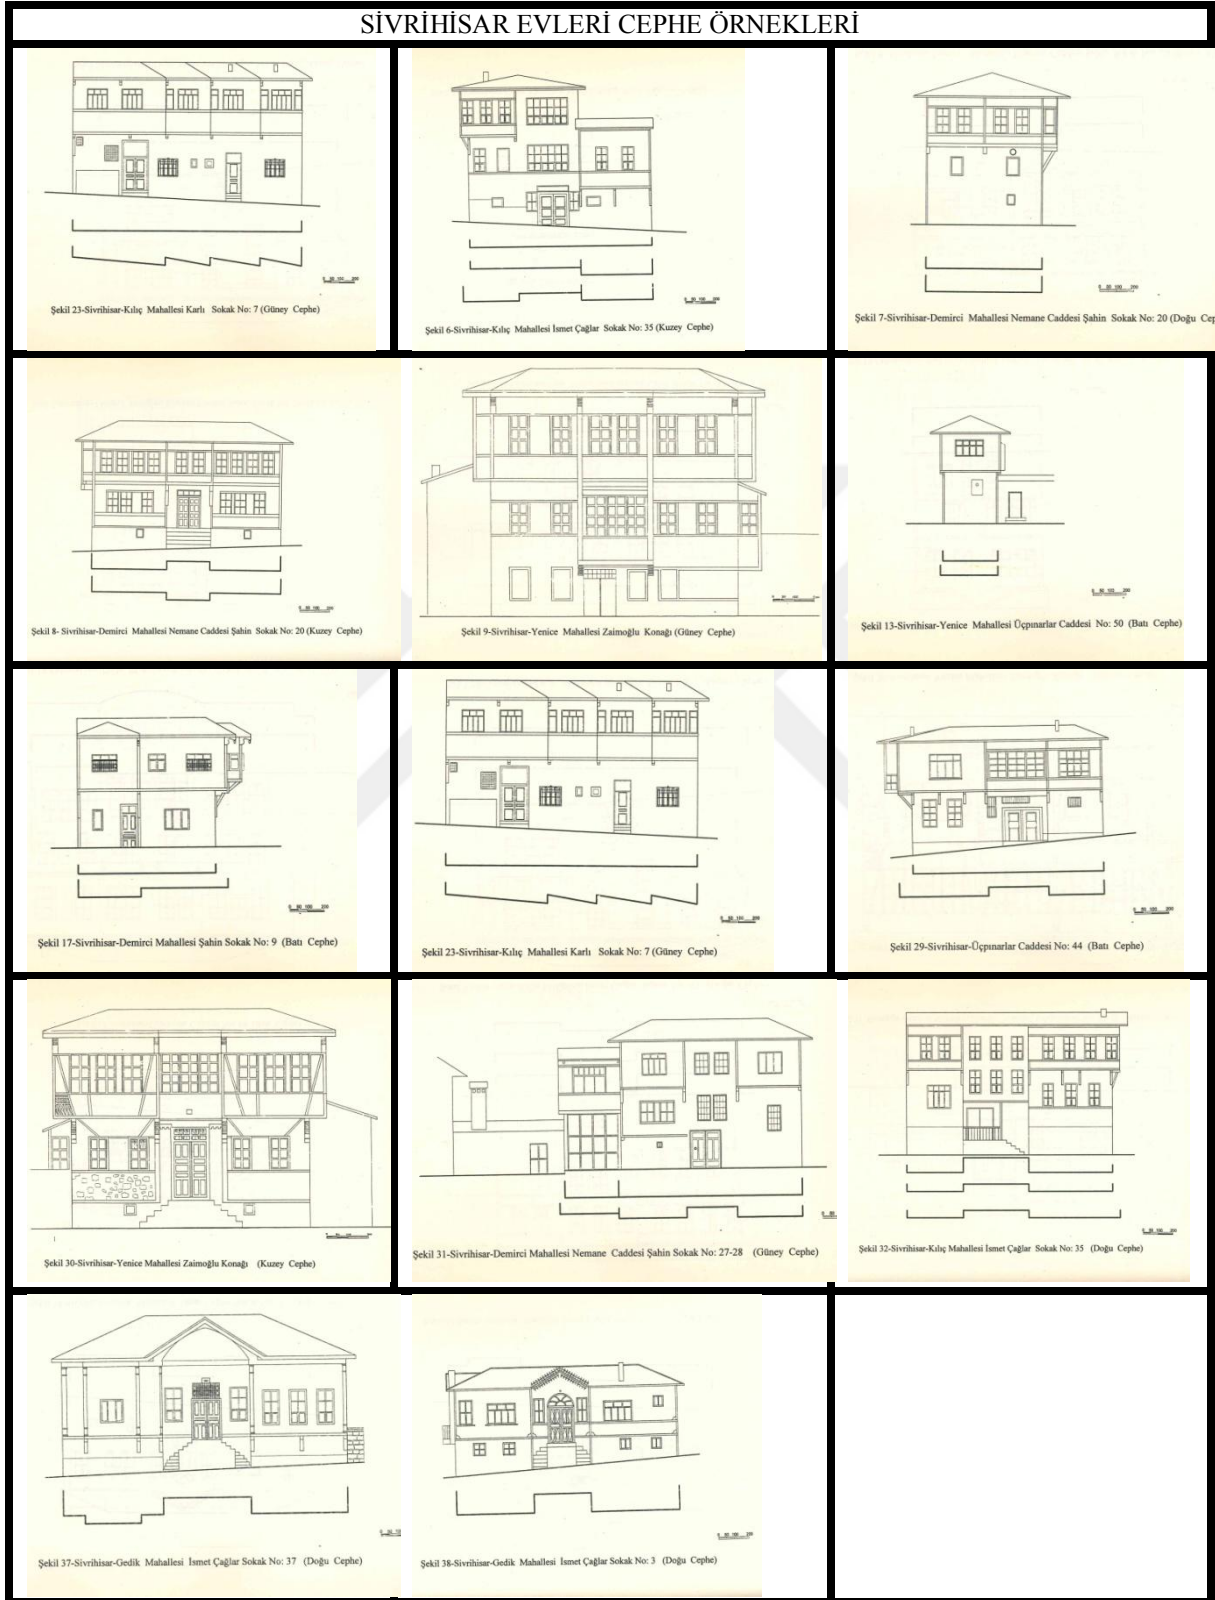 SİVRİHİSAR EVLERİ CEPHE ÖRNEKLERİ
Şekil 23-Sivrihisar-Kılıç Mahallesi Karlı Sokak No: 7 (Güney Cephe)
Şekil 6-Sivrihisar-Kılıç Mahallesi İsmet Çağlar Sokak No: 35 (Kuzey Cephe)
Şekil 7-Sivrihisar-Demirci Mahallesi Nemane Caddesi Şahin Sokak No: 20 (Doğu Cep
Şekil 8- Sivrihisar-Demirci Mahallesi Nemane Caddesi Şahin Sokak No: 20 (Kuzey Cephe)
Şekil 9-Sivrihisar-Yenice Mahallesi Zaimoğlu Konağı (Güney Cephe)
Şekil 13-Sivrihisar-Yenice Mahallesi Üçpınarlar Caddesi No: 50 (Batı Cephe)
Şekil 17-Sivrihisar-Demirci Mahallesi Şahin Sokak No: 9 (Batı Cephe)
Şekil 23-Sivrihisar-Kılıç Mahallesi Karlı Sokak No: 7 (Güney Cephe)
Şekil 29-Sivrihisar-Üçpınarlar Caddesi No: 44 (Batı Cephe)
Şekil 30-Sivrihisar-Yenice Mahallesi Zaimoğlu Konağı (Kuzey Cephe)
Şekil 31-Sivrihisar-Demirci Mahallesi Nemane Caddesi Şahin Sokak No: 27-28 (Güney Cephe)
Şekil 32-Sivrihisar-Kılıç Mahallesi İsmet Çağlar Sokak No: 35 (Doğu Cephe)
Şekil 37-Sivrihisar-Gedik Mahallesi İsmet Çağlar Sokak No: 37 (Doğu Cephe)
Şekil 38-Sivrihisar-Gedik Mahallesi İsmet Çağlar Sokak No: 3 (Doğu Cephe)